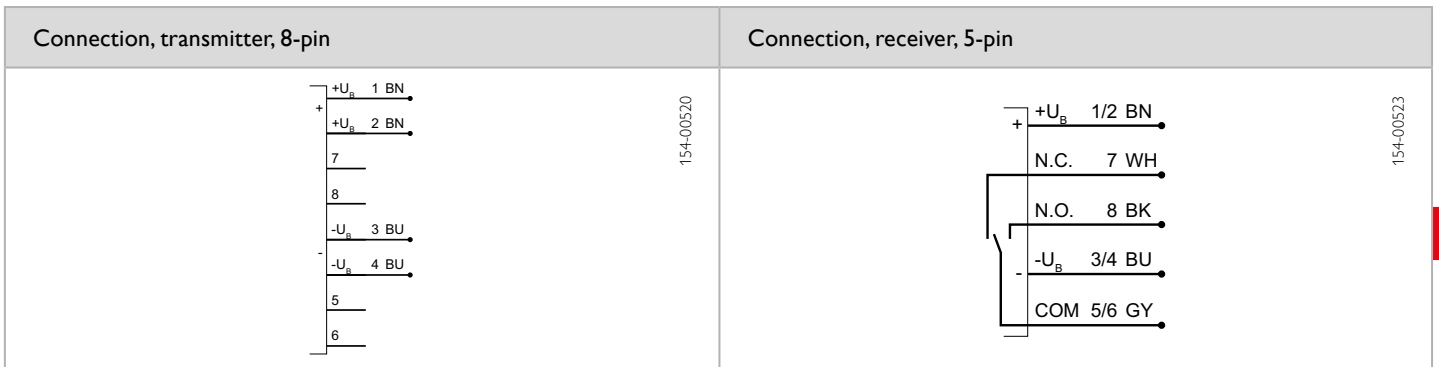 Connection, transmitter, 8-pin
+U_B 1 BN
+
+U_B 2 BN
7
8
-U_B 3 BU
-
-U_B 4 BU
5
6
154-00520
Connection, receiver, 5-pin
+U_B 1/2 BN
+
N.C. 7 WH
N.O. 8 BK
-U_B 3/4 BU
-
COM 5/6 GY
154-00523